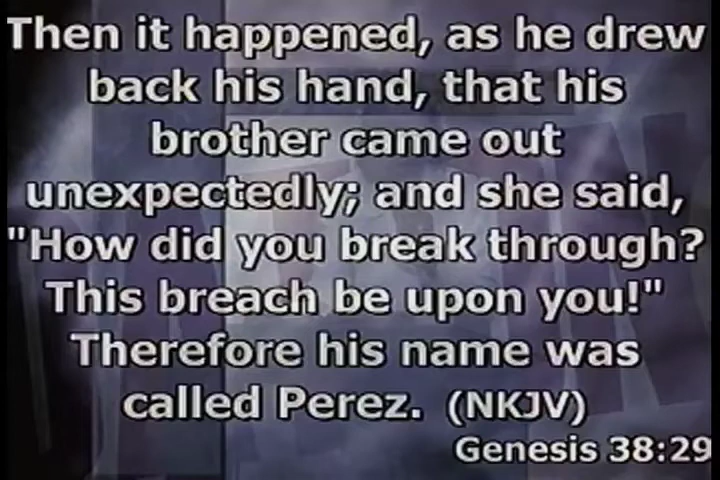 Then it happened, as he drew
back his hand, that his
brother came out
unexpectedly; and she said,
"How did you break through?
This breach be upon you!"
Therefore his name was
called Perez. (NKJV)
Genesis 38:29